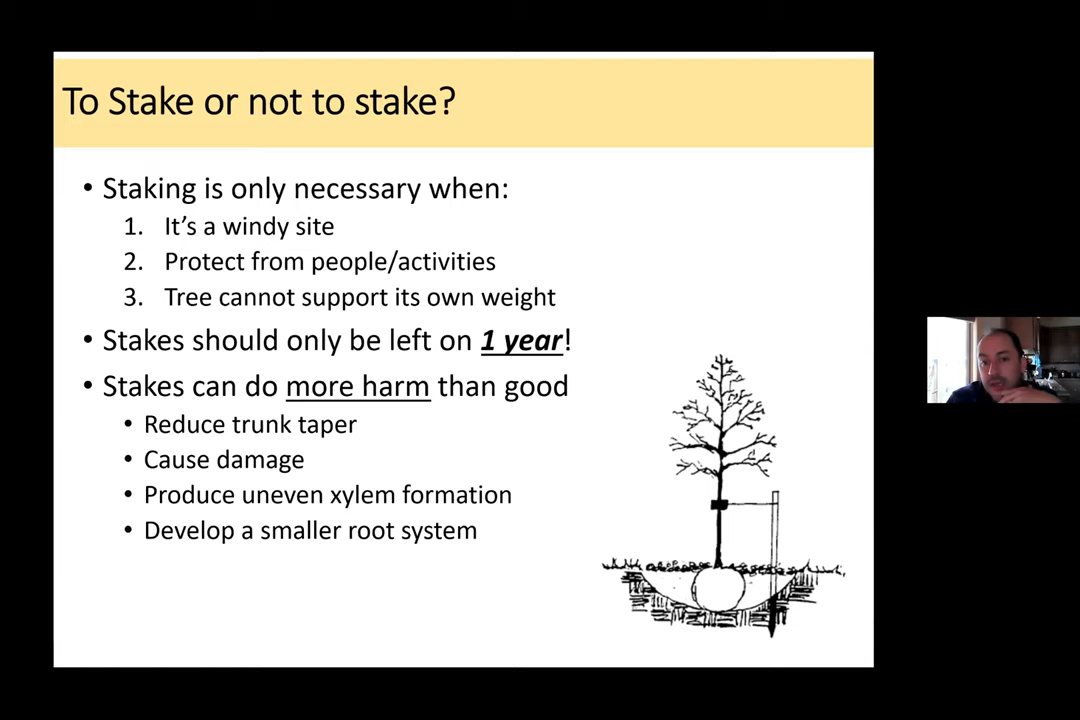 To Stake or not to stake?
• Staking is only necessary when:
1. It's a windy site
2. Protect from people/activities
3. Tree cannot support its own weight
• Stakes should only be left on 1 year!
• Stakes can do more harm than good
• Reduce trunk taper
• Cause damage
• Produce uneven xylem formation
• Develop a smaller root system